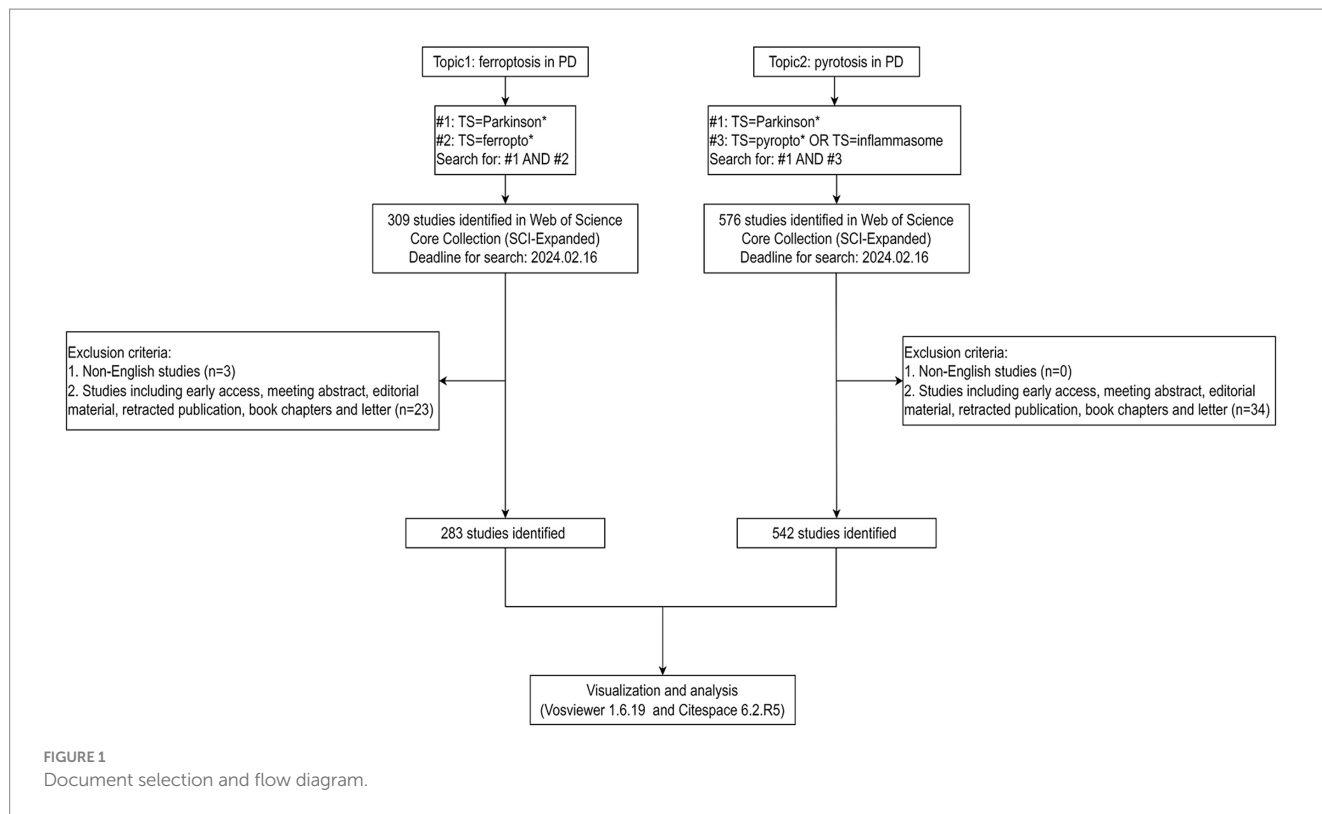 Topic1: ferroptosis in PD
#1: TS=Parkinson*
#2: TS=ferropto*
Search for: #1 AND #2
309 studies identified in Web of Science
Core Collection (SCI-Expanded)
Deadline for search: 2024.02.16
Exclusion criteria:
1. Non-English studies (n=3)
2. Studies including early access, meeting abstract, editorial
material, retracted publication, book chapters and letter (n=23)
283 studies identified
Topic2: pyrotosis in PD
#1: TS=Parkinson*
#3: TS=pyropto* OR TS=inflammasome
Search for: #1 AND #3
576 studies identified in Web of Science
Core Collection (SCI-Expanded)
Deadline for search: 2024.02.16
Exclusion criteria:
1. Non-English studies (n=0)
2. Studies including early access, meeting abstract, editorial
material, retracted publication, book chapters and letter (n=34)
542 studies identified
Visualization and analysis
(Vosviewer 1.6.19 and Citespace 6.2.R5)
FIGURE 1
Document selection and flow diagram.